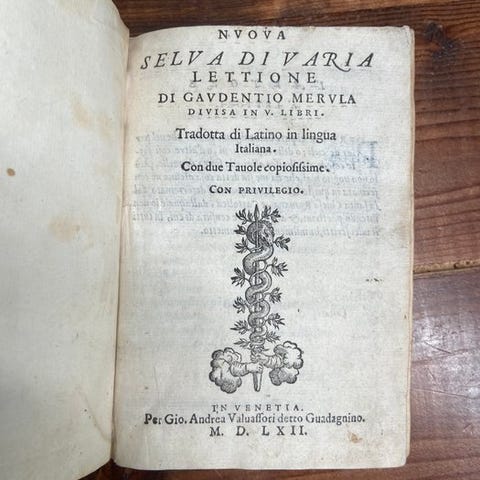 NVOVA
SELVA DI VARIA
LETTIONE
DI GAVDENTIO MERVLA
DIVISA IN V. LIBRI.
Tradotta di Latino in lingua
Italiana.
Con due Tauole copiosissime.
CON PRIVILEGIO.
IN VENETIA.
Per Gio. Andrea Valuassori detto Guadagnino.
M. D. LXII.